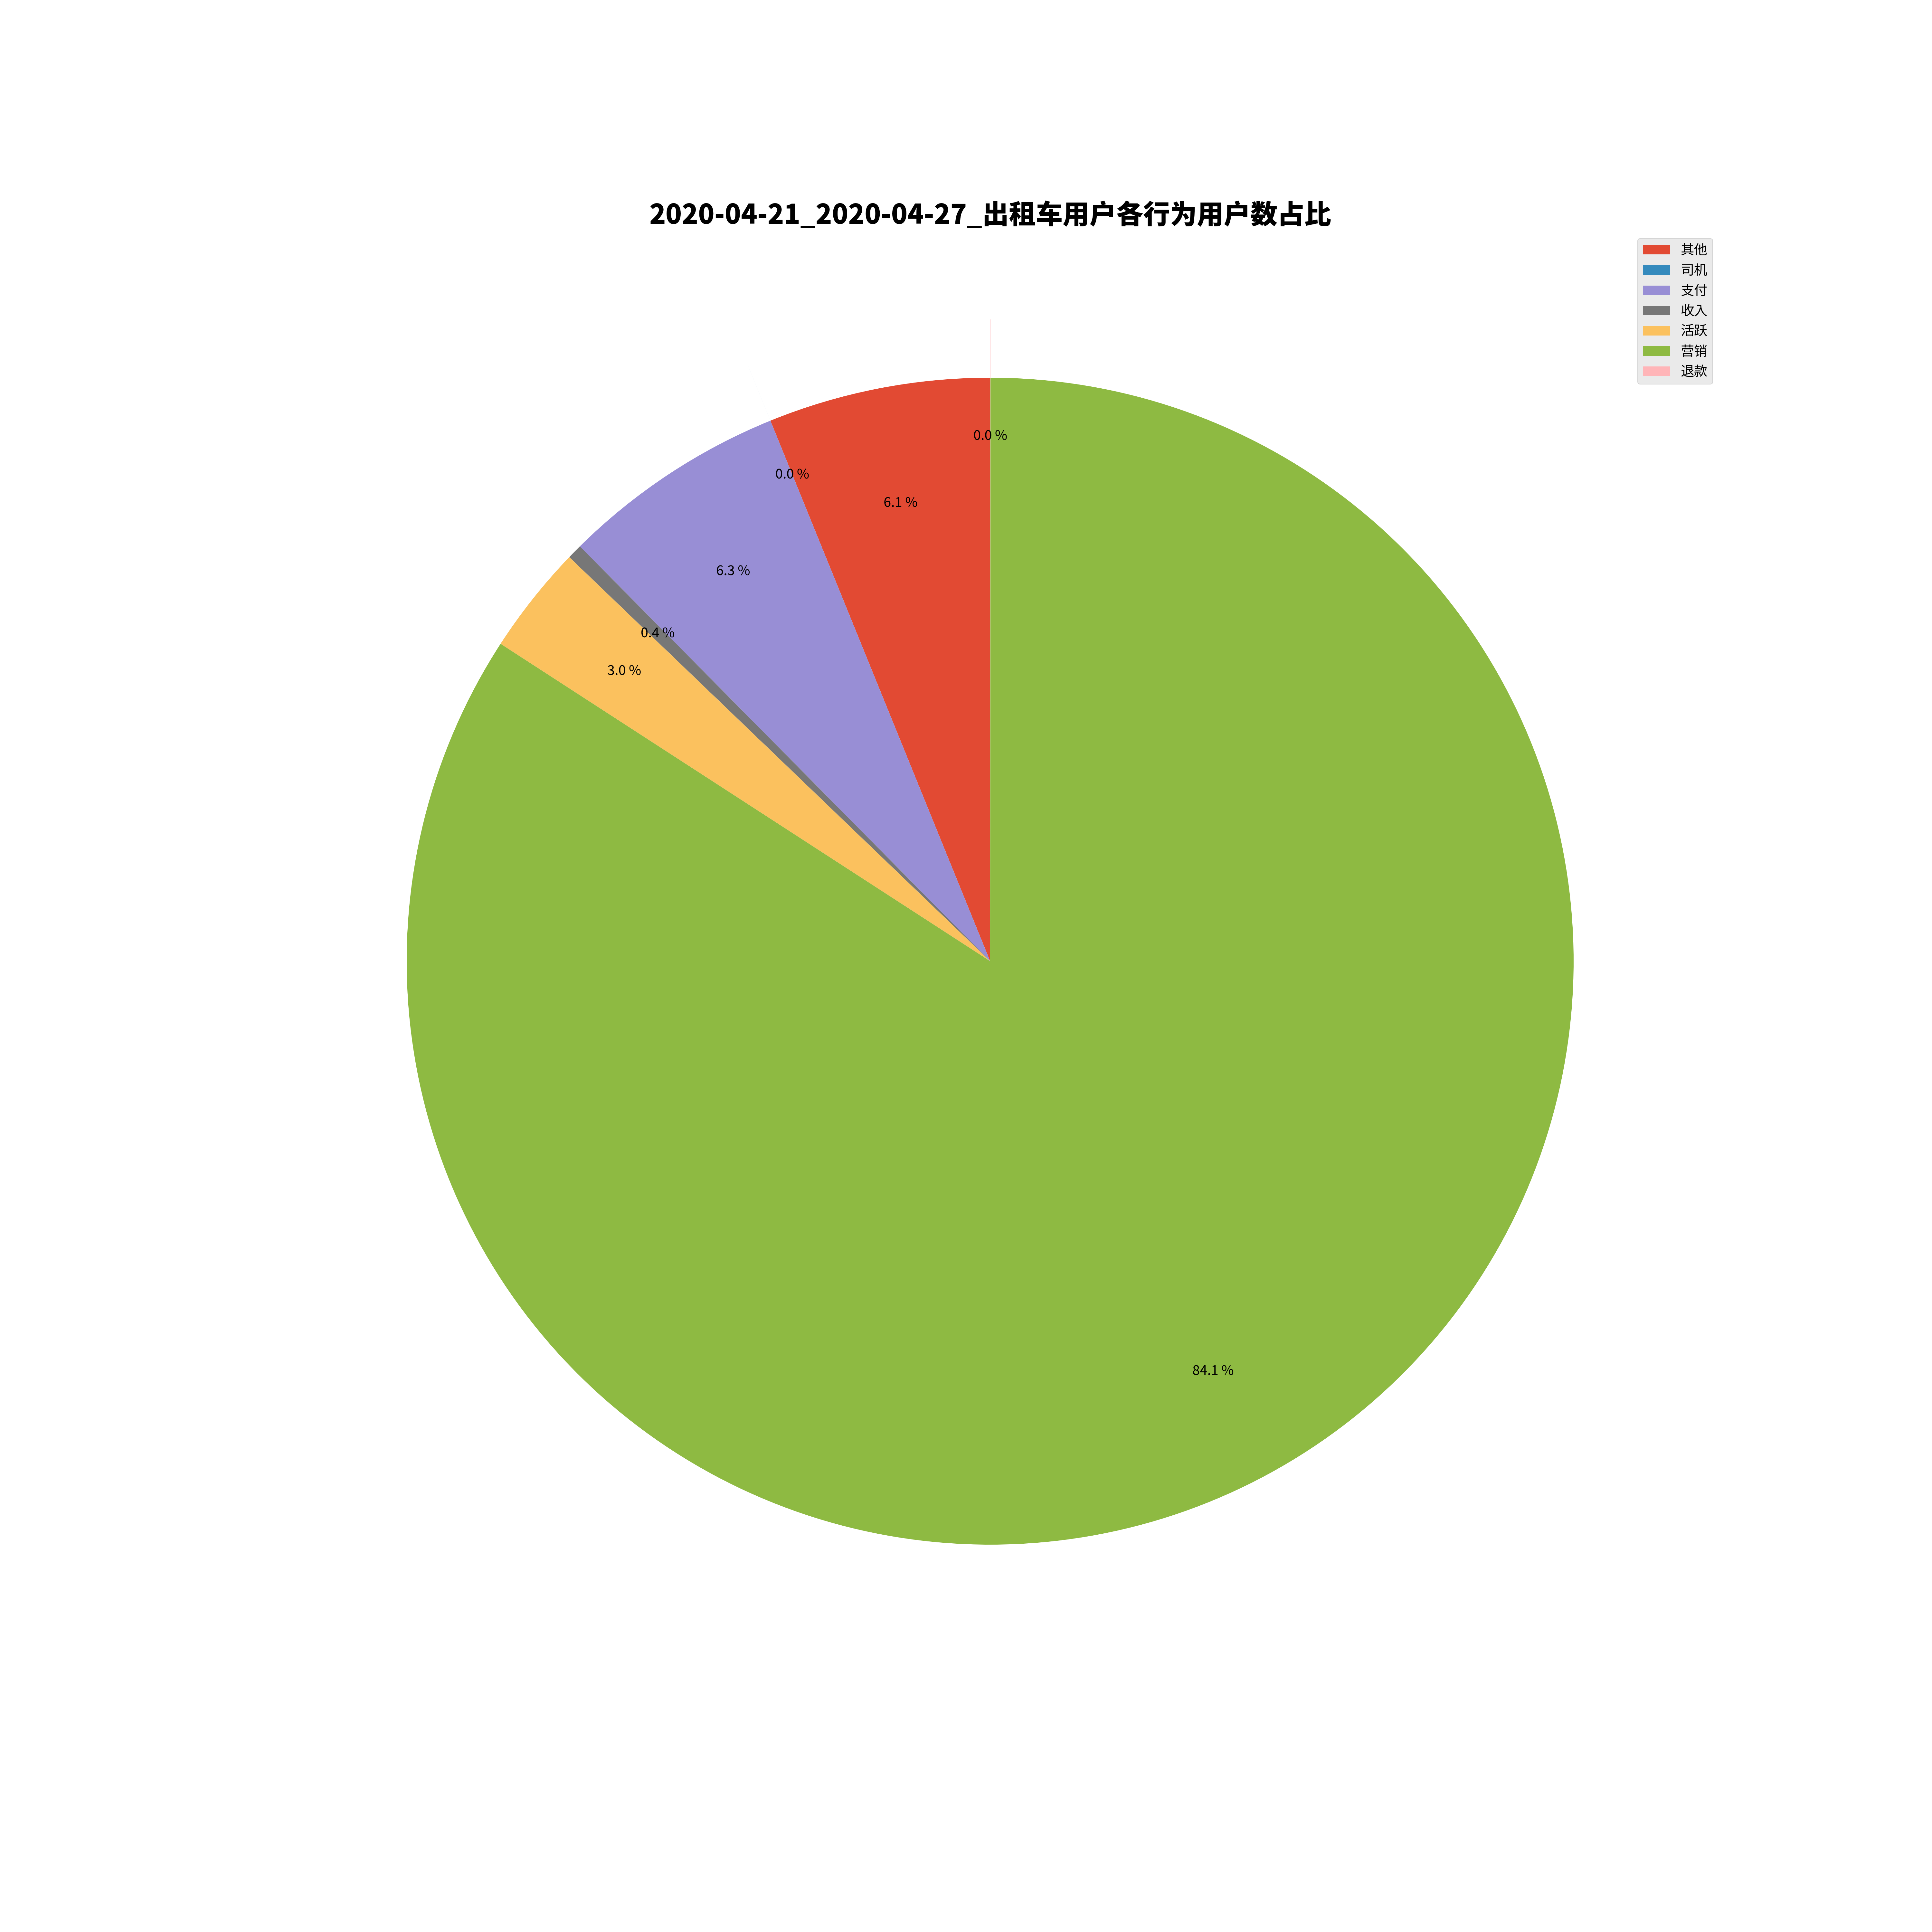 2020-04-21_2020-04-27_出租车用户各行为用户数占比
其他
司机
支付
收入
活跃
营销
退款
0.0 %
0.0 %
6.1 %
6.3 %
0.4 %
3.0 %
84.1 %